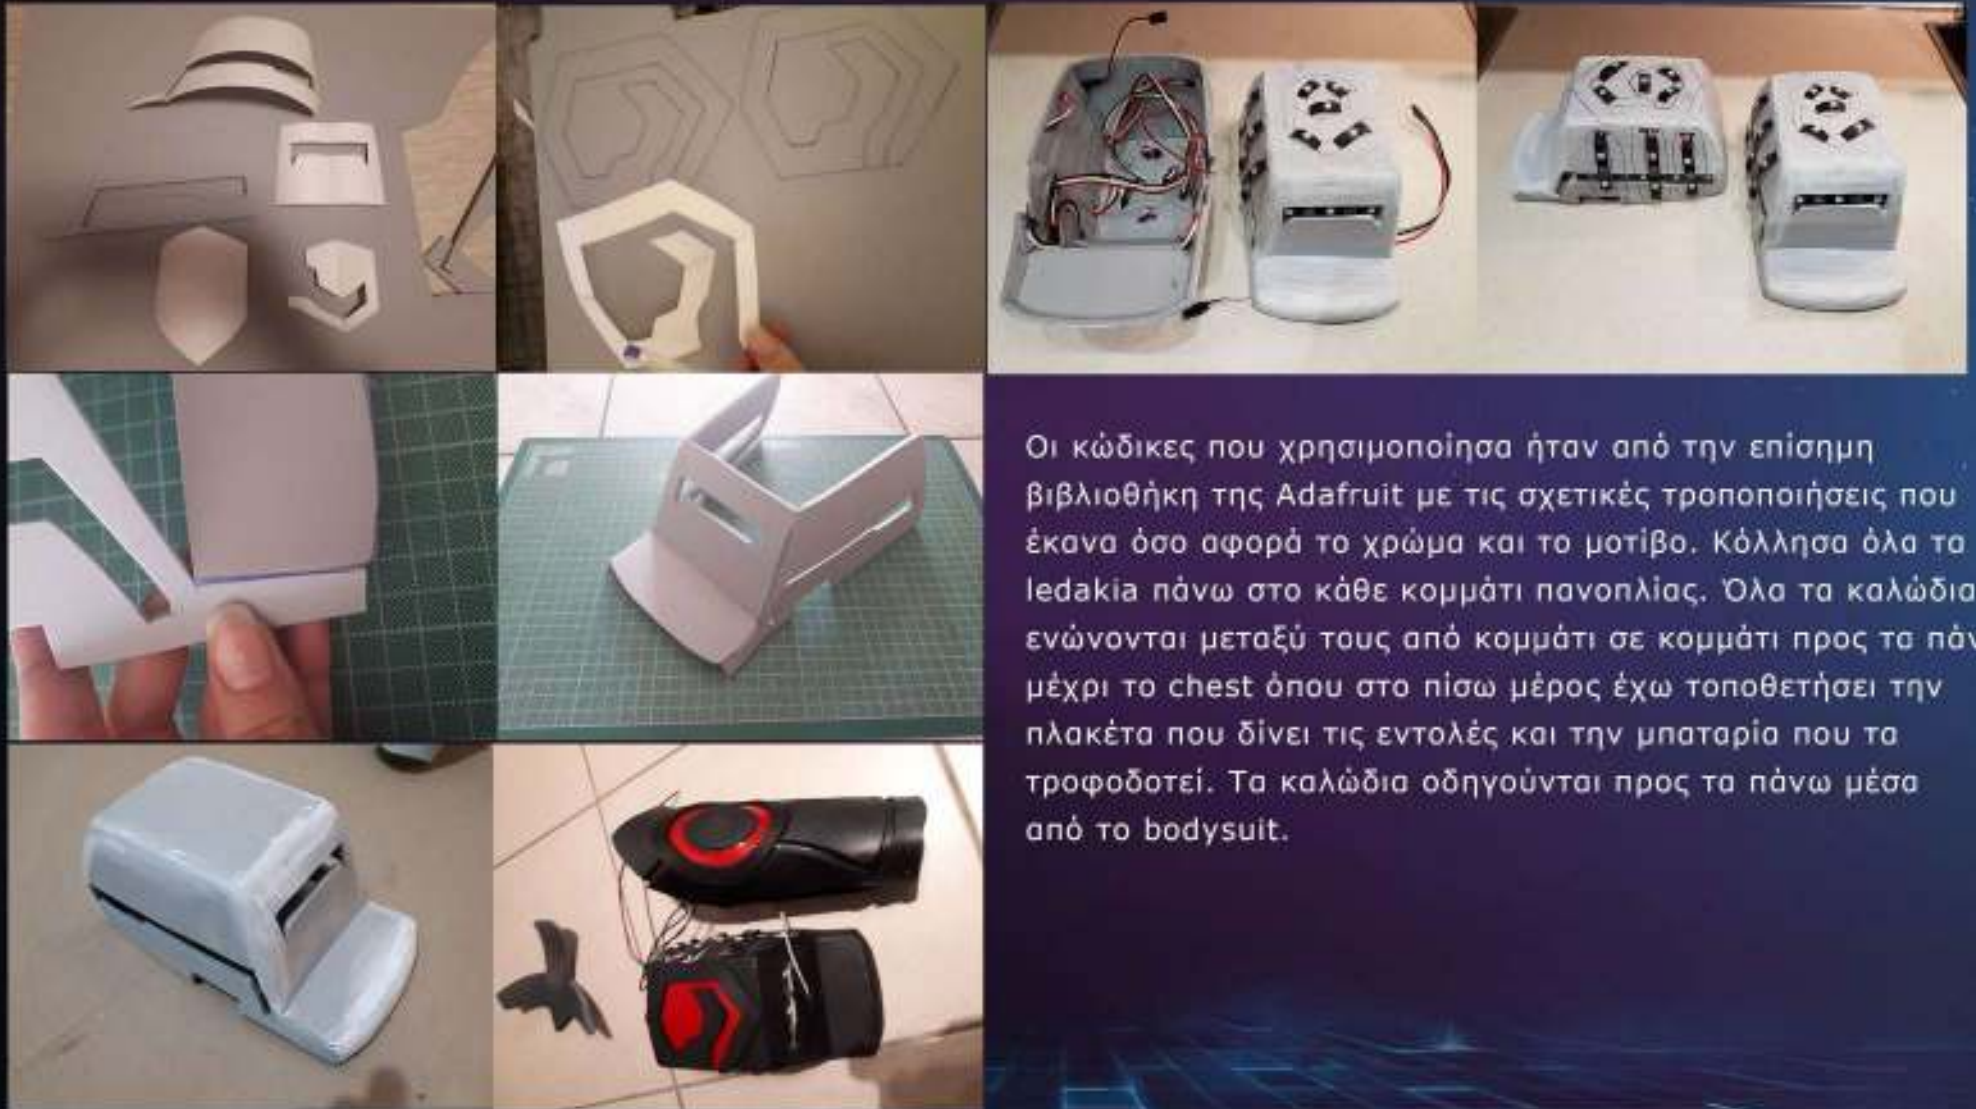 Οι κώδικες που χρησιμοποίησα ήταν από την επίσημη
βιβλιοθήκη της Adafruit με τις σχετικές τροποποιήσεις που
έκανα όσο αφορά το χρώμα και το μοτίβο. Κόλλησα όλα τα
ledakia πάνω στο κάθε κομμάτι πανοπλίας. Όλα τα καλώδια
ενώνονται μεταξύ τους από κομμάτι σε κομμάτι προς τα πάν
μέχρι το chest όπου στο πίσω μέρος έχω τοποθετήσει την
πλακέτα που δίνει τις εντολές και την μπαταρία που τα
τροφοδοτεί. Τα καλώδια οδηγούνται προς τα πάνω μέσα
από το bodysuit.